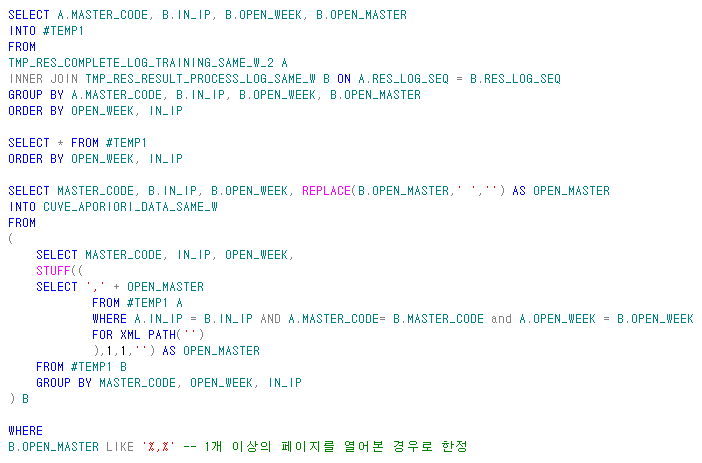 SELECT A.MASTER_CODE, B.IN_IP, B.OPEN_WEEK, B.OPEN_MASTER
INTO #TEMP1
FROM
TMP_RES_COMPLETE_LOG_TRAINING_SAME_W_2 A
INNER JOIN TMP_RES_RESULT_PROCESS_LOG_SAME_W B ON A.RES_LOG_SEQ = B.RES_LOG_SEQ
GROUP BY A.MASTER_CODE, B.IN_IP, B.OPEN_WEEK, B.OPEN_MASTER
ORDER BY OPEN_WEEK, IN_IP

SELECT * FROM #TEMP1
ORDER BY OPEN_WEEK, IN_IP

SELECT MASTER_CODE, B.IN_IP, B.OPEN_WEEK, REPLACE(B.OPEN_MASTER,' ','') AS OPEN_MASTER
INTO CUVE_APORIORI_DATA_SAME_W
FROM
(
    SELECT MASTER_CODE, IN_IP, OPEN_WEEK,
    STUFF((
    SELECT ',' + OPEN_MASTER
            FROM #TEMP1 A
            WHERE A.IN_IP = B.IN_IP AND A.MASTER_CODE= B.MASTER_CODE and A.OPEN_WEEK = B.OPEN_WEEK
            FOR XML PATH('')
            ),1,1,'') AS OPEN_MASTER
    FROM #TEMP1 B
    GROUP BY MASTER_CODE, OPEN_WEEK, IN_IP
) B

WHERE
B.OPEN_MASTER LIKE '%,%' -- 1개 이상의 페이지를 열어본 경우로 한정